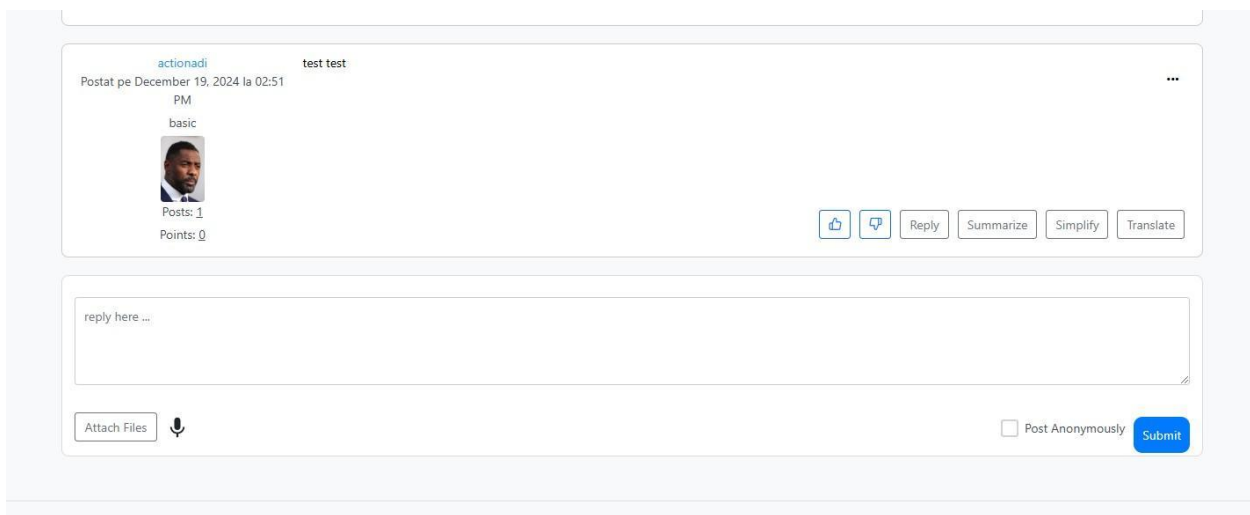 actionadi
test test
Postat pe December 19, 2024 la 02:51
PM
basic
Posts: 1
Points: 0
Reply
Summarize
Simplify
Translate
reply here ...
Attach Files
Post Anonymously
Submit